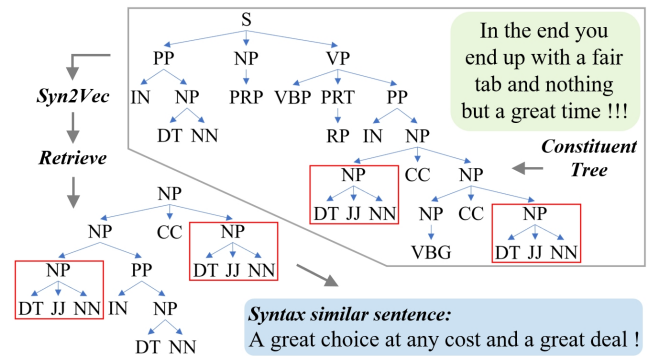 S
PP NP VP
IN NP PRP VBP PRT PP
DT NN RP IN NP
NP CC NP
DT JJ NN NP CC NP
VBG DT JJ NN
In the end you
end up with a fair
tab and nothing
but a great time !!!
Constituent
Tree
Syn2Vec
Retrieve
NP
NP CC NP
NP PP DT JJ NN
DT JJ NN IN NP
DT NN
Syntax similar sentence:
A great choice at any cost and a great deal !